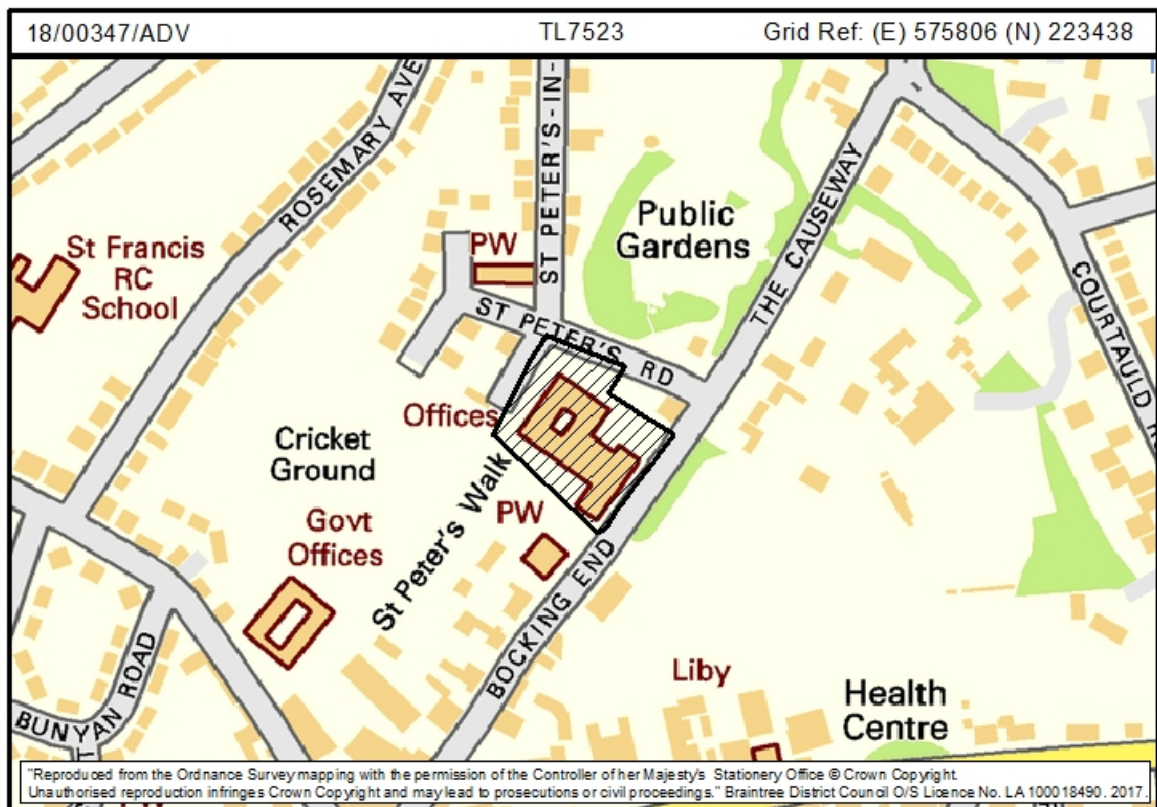 18/00347/ADV TL7523 Grid Ref: (E) 575806 (N) 223438
ROSEMARY AVE
ST PETER'S-IN-
THE CAUSEWAY
Public
Gardens
PW
St Francis
RC
School
ST PETER'S RD
COURTAULD
Offices
Cricket
Ground
St Peter's Walk
PW
Govt
Offices
BOCKING END
BUNYAN ROAD
Liby
Health
Centre
"Reproduced from the Ordnance Survey mapping with the permission of the Controller of her Majesty's Stationery Office © Crown Copyright.
Unauthorised reproduction infringes Crown Copyright and may lead to prosecutions or civil proceedings." Braintree District Council O/S Licence No. LA 100018490. 2017.